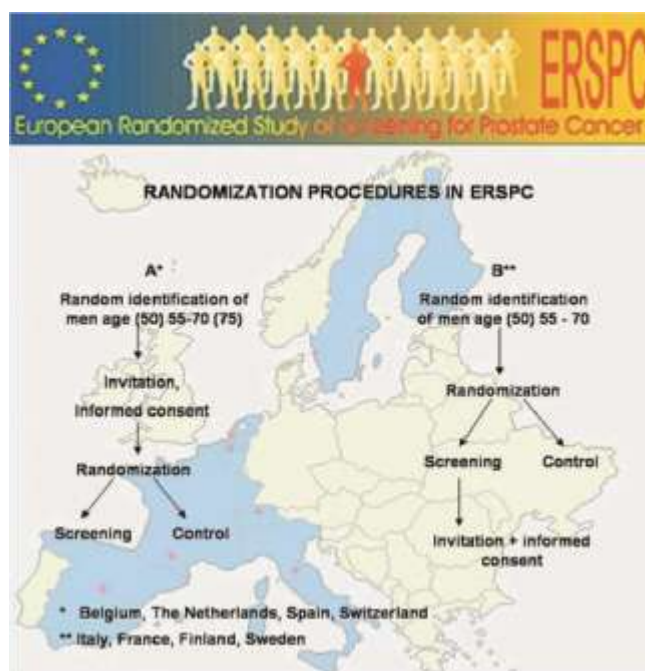 ERSPC
European Randomized Study of Screening for Prostate Cancer
RANDOMIZATION PROCEDURES IN ERSPC
A*
Random identification of
men age (50) 55-70 (75)
Invitation,
Informed consent
Randomization
Screening
Control
B**
Random identification
of men age (50) 55 - 70
Randomization
Screening
Control
Invitation + informed
consent
* Belgium, The Netherlands, Spain, Switzerland
** Italy, France, Finland, Sweden